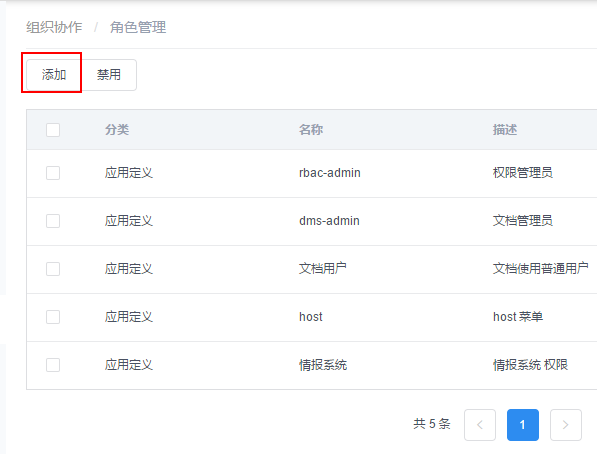 组织协作 / 角色管理
添加 禁用
分类 名称 描述
应用定义 rbac-admin 权限管理员
应用定义 dms-admin 文档管理员
应用定义 文档用户 文档使用普通用户
应用定义 host host 菜单
应用定义 情报系统 情报系统 权限
共 5 条 < 1 >